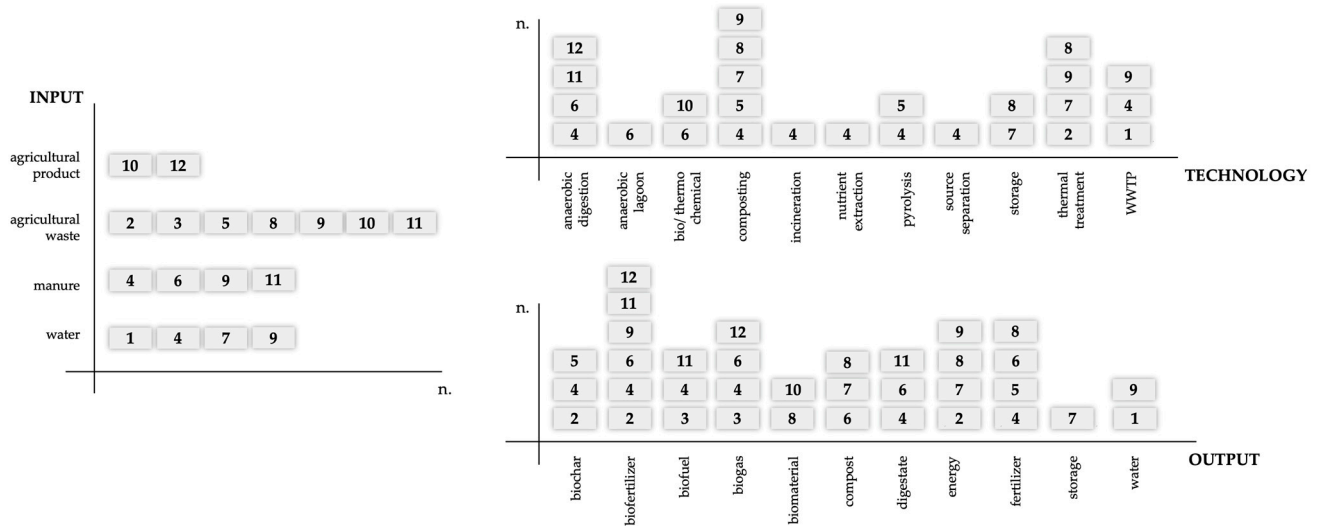 INPUT
agricultural
product
10 12
agricultural
waste
2 3 5 8 9 10 11
manure
4 6 9 11
water
1 4 7 9
n.
n.
9
12 8 8
11 7 9 9
6 10 5 5 8 7 4
4 6 6 4 4 4 4 4 7 2 1
anaerobic
digestion
anaerobic
lagoon
bio/ thermo
chemical
composting
incineration
nutrient
extraction
pyrolysis
source
separation
storage
thermal
treatment
WWTP
TECHNOLOGY
n.
12
11
9 12 9 8
5 6 11 6 8 11 8 6
4 4 4 4 10 7 6 7 5 9
2 2 3 3 8 6 4 2 4 7 1
biochar
biofertilizer
biofuel
biogas
biomaterial
compost
digestate
energy
fertilizer
storage
water
OUTPUT